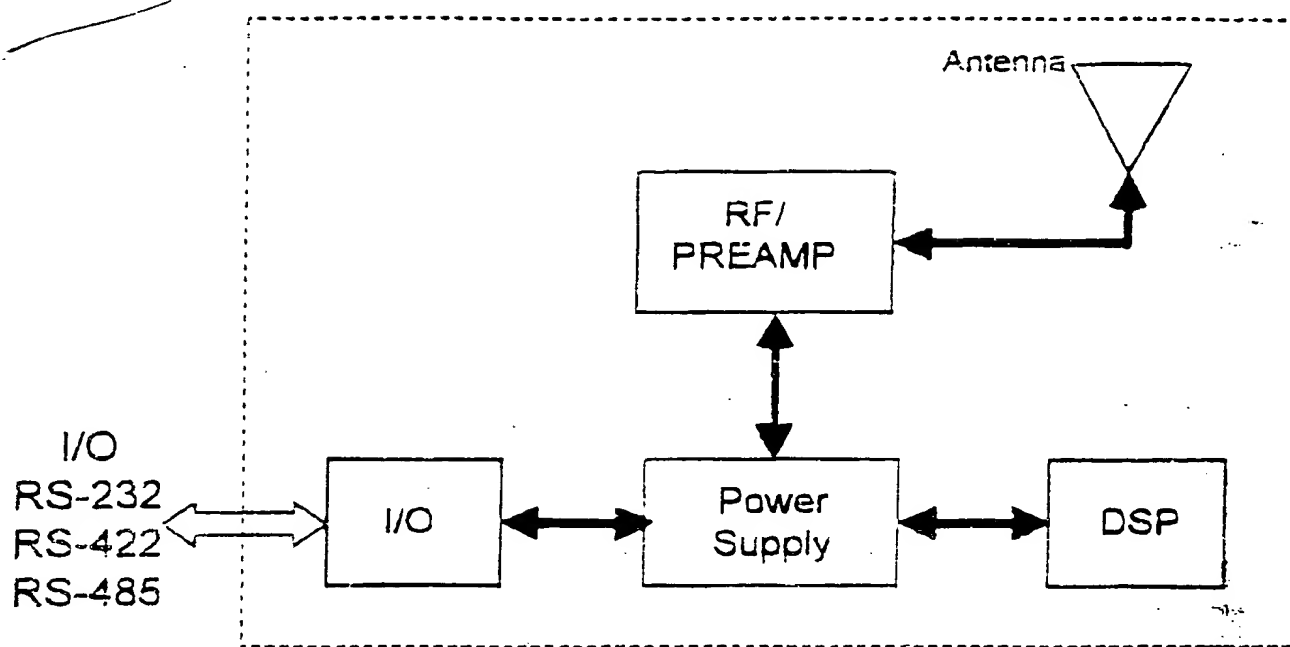 Antenna
RF/
PREAMP
I/O
RS-232
RS-422
RS-485
I/O
Power
Supply
DSP